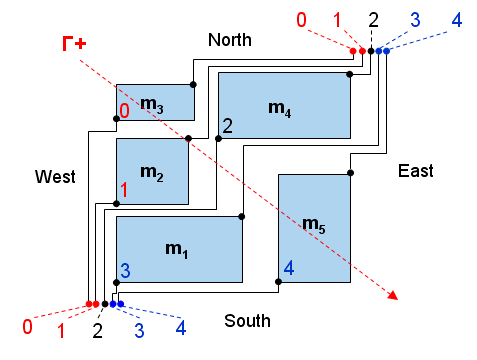 0 1 2 3 4
Γ+
North
m3
0
m4
2
m2
1
West
East
m5
4
m1
3
0 1 2 3 4
South